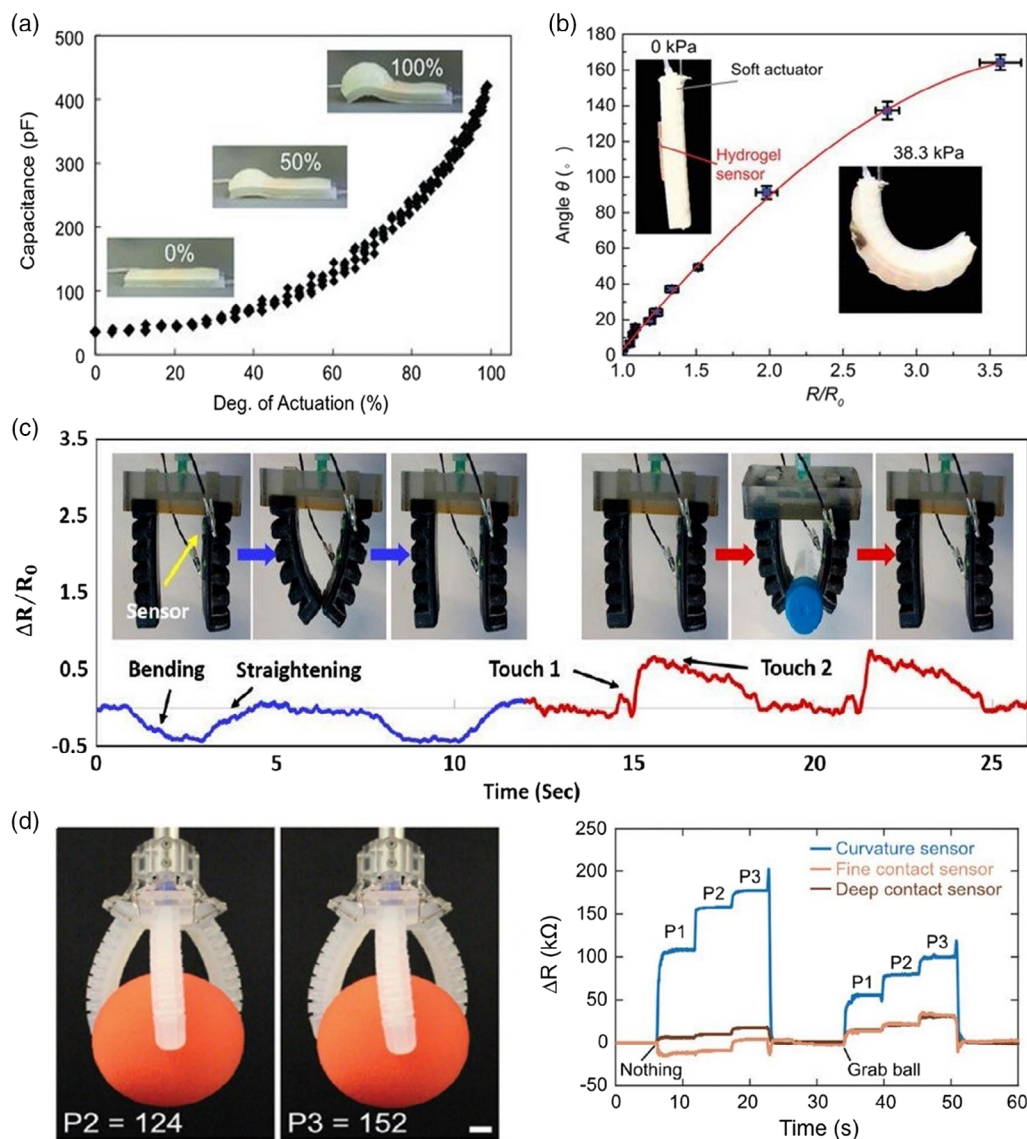 (a)
500
400
300
200
100
0
Capacitance (pF)
0%
50%
100%
0 20 40 60 80 100
Deg. of Actuation (%)
(b)
180
160
140
120
100
80
60
40
20
0
Angle θ (°)
0 kPa
Soft actuator
Hydrogel
sensor
38.3 kPa
1.0 1.5 2.0 2.5 3.0 3.5
R/R0
(c)
3.5
2.5
1.5
0.5
-0.5
ΔR/R0
Sensor
Bending
Straightening
Touch 1
Touch 2
0 5 10 15 20 25
Time (Sec)
(d)
P2 = 124
P3 = 152
250
200
150
100
50
0
-50
ΔR (kΩ)
Curvature sensor
Fine contact sensor
Deep contact sensor
P1
P2
P3
P1
P2
P3
Nothing
Grab ball
0 10 20 30 40 50 60
Time (s)